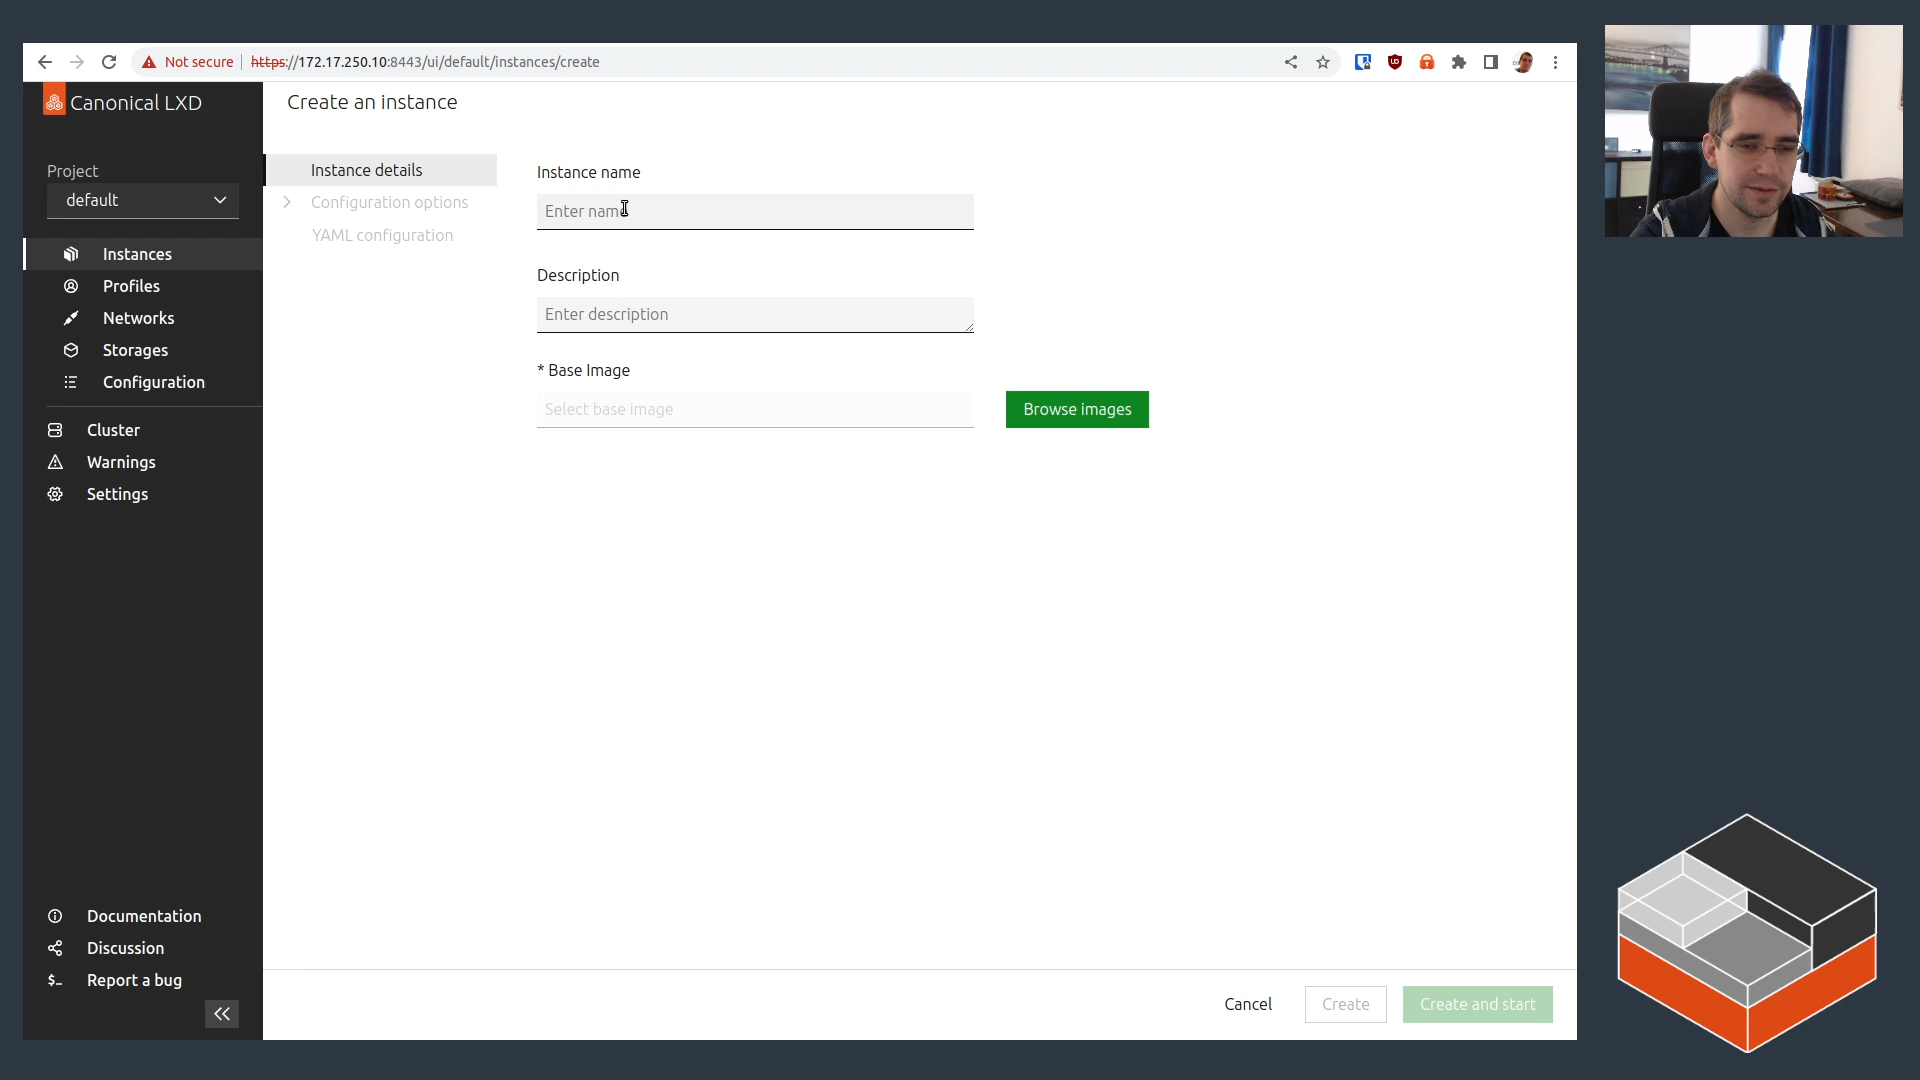 Not secure
https://172.17.250.10:8443/ui/default/instances/create
Canonical LXD
Project
default
Instances
Profiles
Networks
Storages
Configuration
Cluster
Warnings
Settings
Documentation
Discussion
Report a bug
Create an instance
Instance details
Configuration options
YAML configuration
Instance name
Enter name
Description
Enter description
* Base Image
Select base image
Browse images
Cancel
Create
Create and start